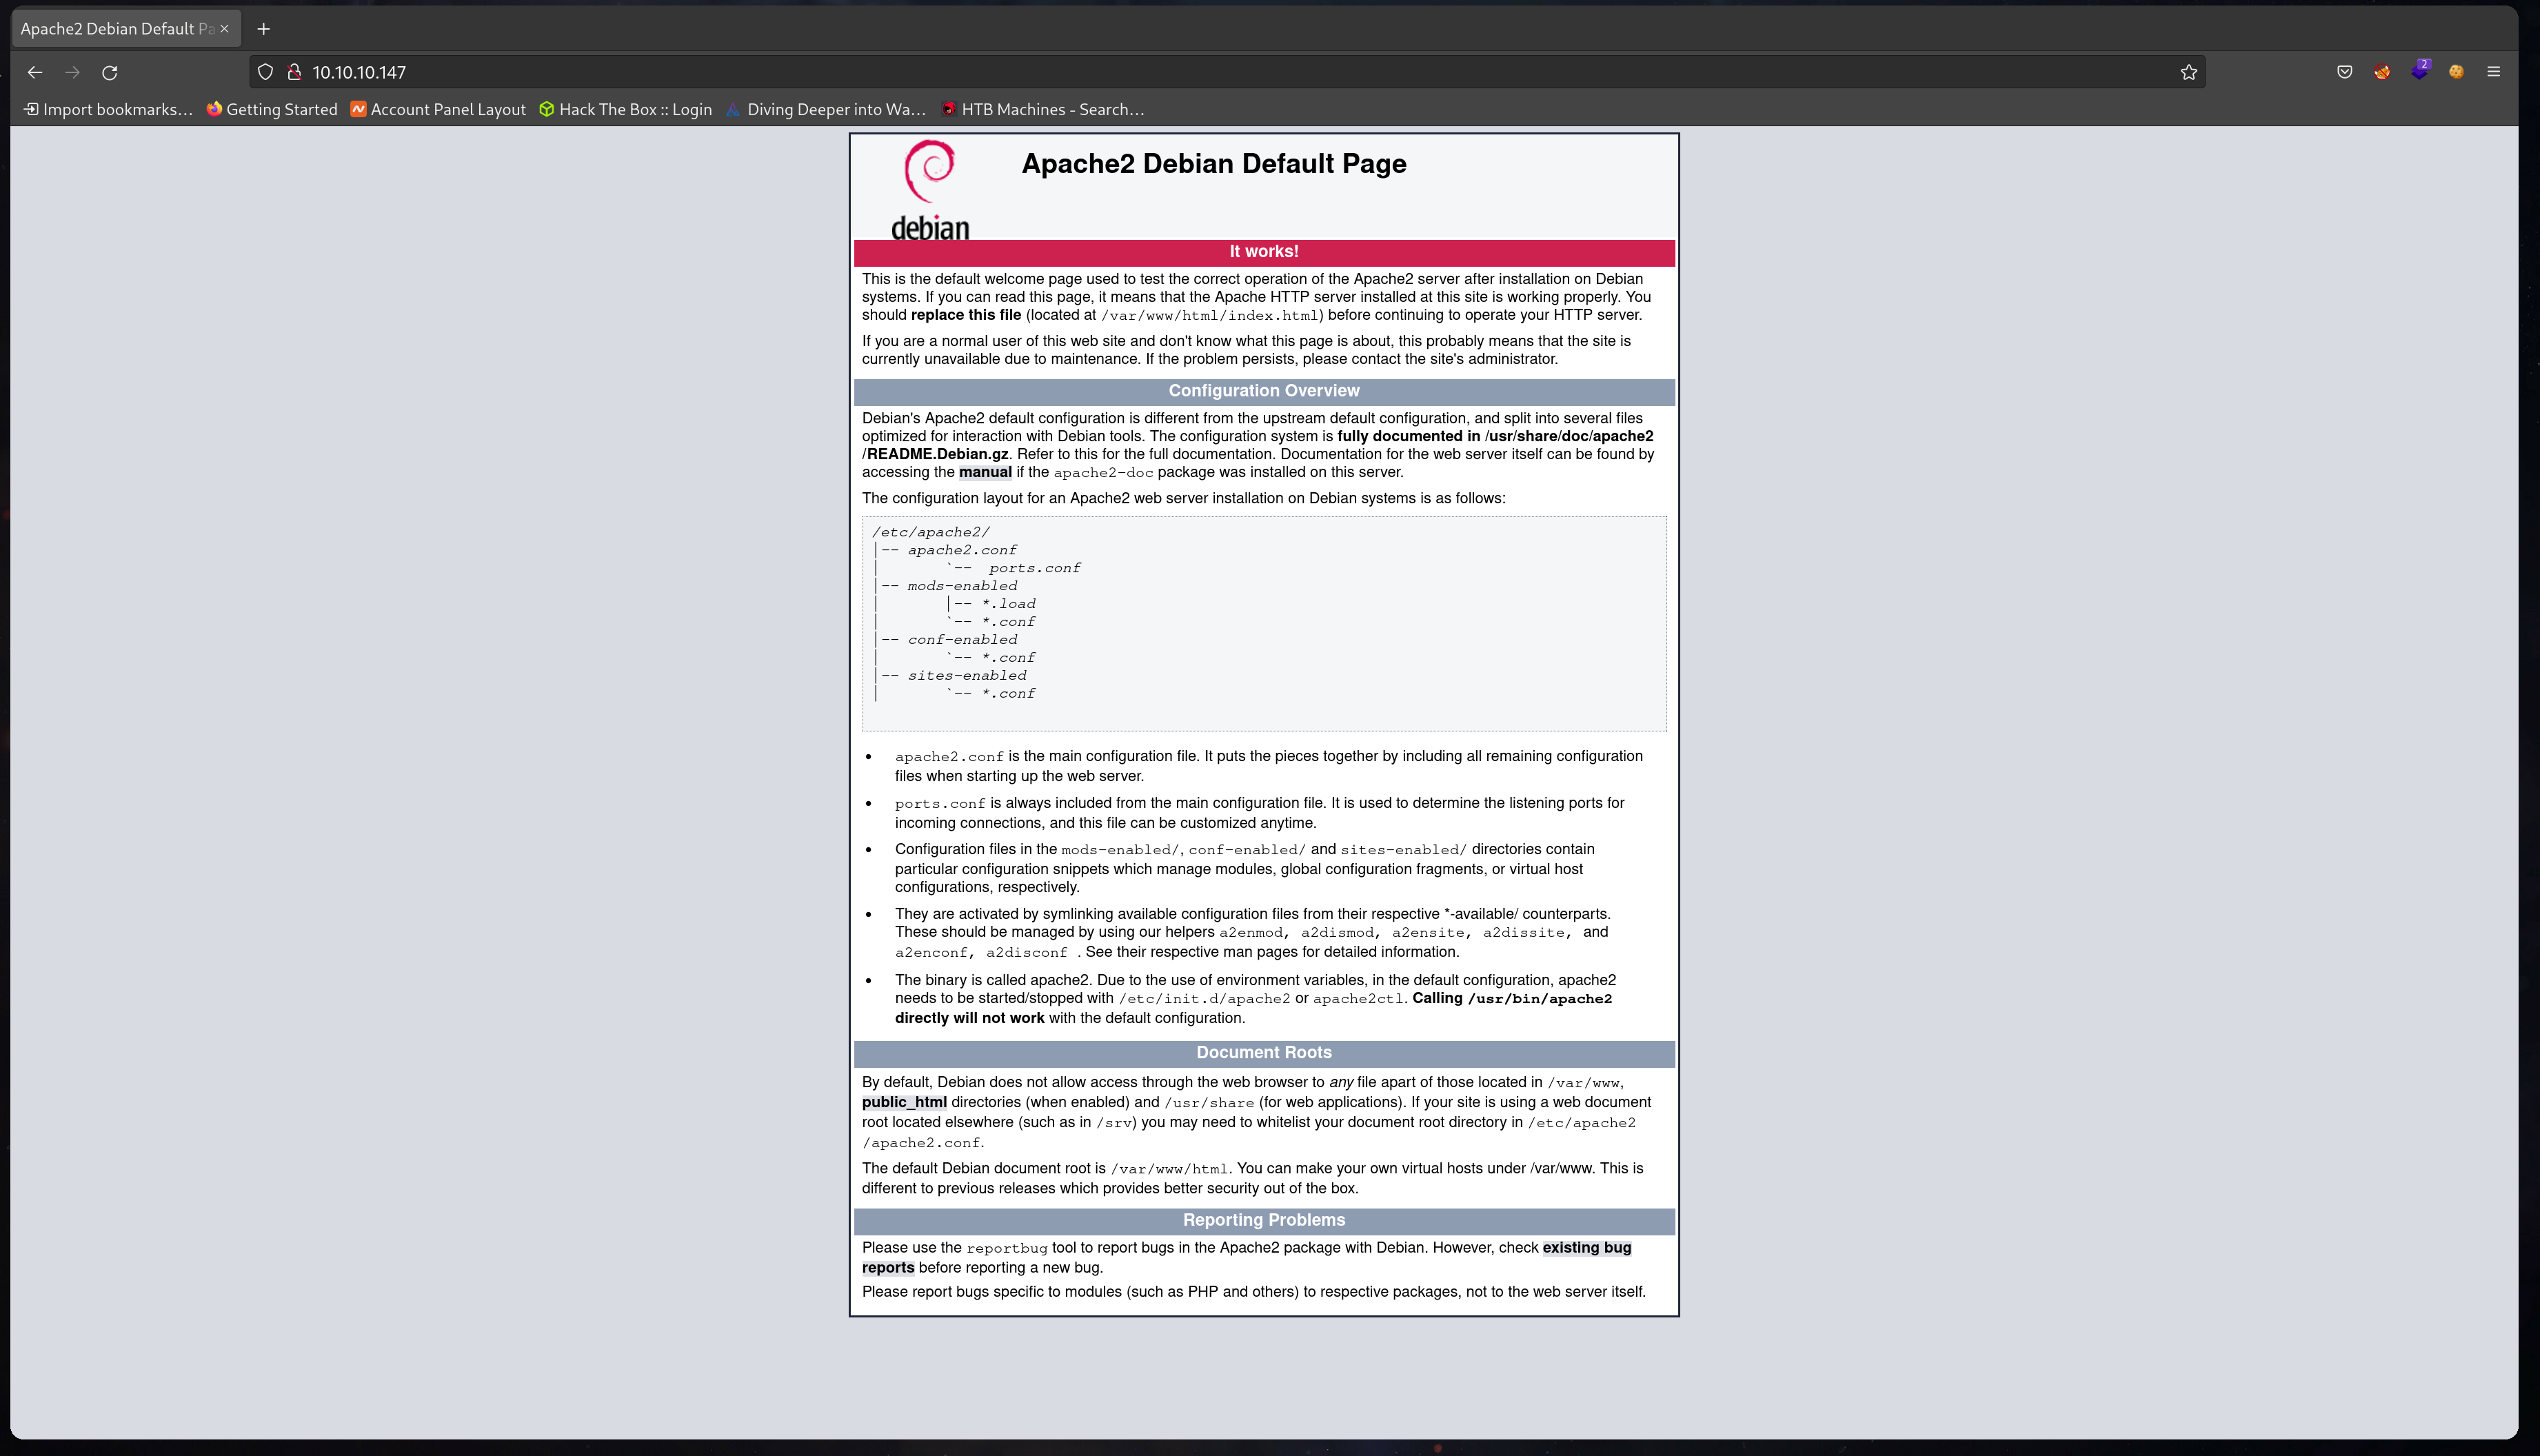 Apache2 Debian Default Pa
10.10.10.147
Import bookmarks...
Getting Started
Account Panel Layout
Hack The Box :: Login
Diving Deeper into Wa...
HTB Machines - Search...
2
debian
Apache2 Debian Default Page
It works!
This is the default welcome page used to test the correct operation of the Apache2 server after installation on Debian
systems. If you can read this page, it means that the Apache HTTP server installed at this site is working properly. You
should replace this file (located at /var/www/html/index.html) before continuing to operate your HTTP server.
If you are a normal user of this web site and don't know what this page is about, this probably means that the site is
currently unavailable due to maintenance. If the problem persists, please contact the site's administrator.
Configuration Overview
Debian's Apache2 default configuration is different from the upstream default configuration, and split into several files
optimized for interaction with Debian tools. The configuration system is fully documented in /usr/share/doc/apache2
/README.Debian.gz. Refer to this for the full documentation. Documentation for the web server itself can be found by
accessing the manual if the apache2-doc package was installed on this server.
The configuration layout for an Apache2 web server installation on Debian systems is as follows:
/etc/apache2/
|-- apache2.conf
|       `--  ports.conf
|-- mods-enabled
|       |-- *.load
|       `-- *.conf
|-- conf-enabled
|       `-- *.conf
|-- sites-enabled
|       `-- *.conf
• apache2.conf is the main configuration file. It puts the pieces together by including all remaining configuration
files when starting up the web server.
• ports.conf is always included from the main configuration file. It is used to determine the listening ports for
incoming connections, and this file can be customized anytime.
• Configuration files in the mods-enabled/, conf-enabled/ and sites-enabled/ directories contain
particular configuration snippets which manage modules, global configuration fragments, or virtual host
configurations, respectively.
• They are activated by symlinking available configuration files from their respective *-available/ counterparts.
These should be managed by using our helpers a2enmod, a2dismod, a2ensite, a2dissite, and
a2enconf, a2disconf . See their respective man pages for detailed information.
• The binary is called apache2. Due to the use of environment variables, in the default configuration, apache2
needs to be started/stopped with /etc/init.d/apache2 or apache2ctl. Calling /usr/bin/apache2
directly will not work with the default configuration.
Document Roots
By default, Debian does not allow access through the web browser to any file apart of those located in /var/www,
public_html directories (when enabled) and /usr/share (for web applications). If your site is using a web document
root located elsewhere (such as in /srv) you may need to whitelist your document root directory in /etc/apache2
/apache2.conf.
The default Debian document root is /var/www/html. You can make your own virtual hosts under /var/www. This is
different to previous releases which provides better security out of the box.
Reporting Problems
Please use the reportbug tool to report bugs in the Apache2 package with Debian. However, check existing bug
reports before reporting a new bug.
Please report bugs specific to modules (such as PHP and others) to respective packages, not to the web server itself.